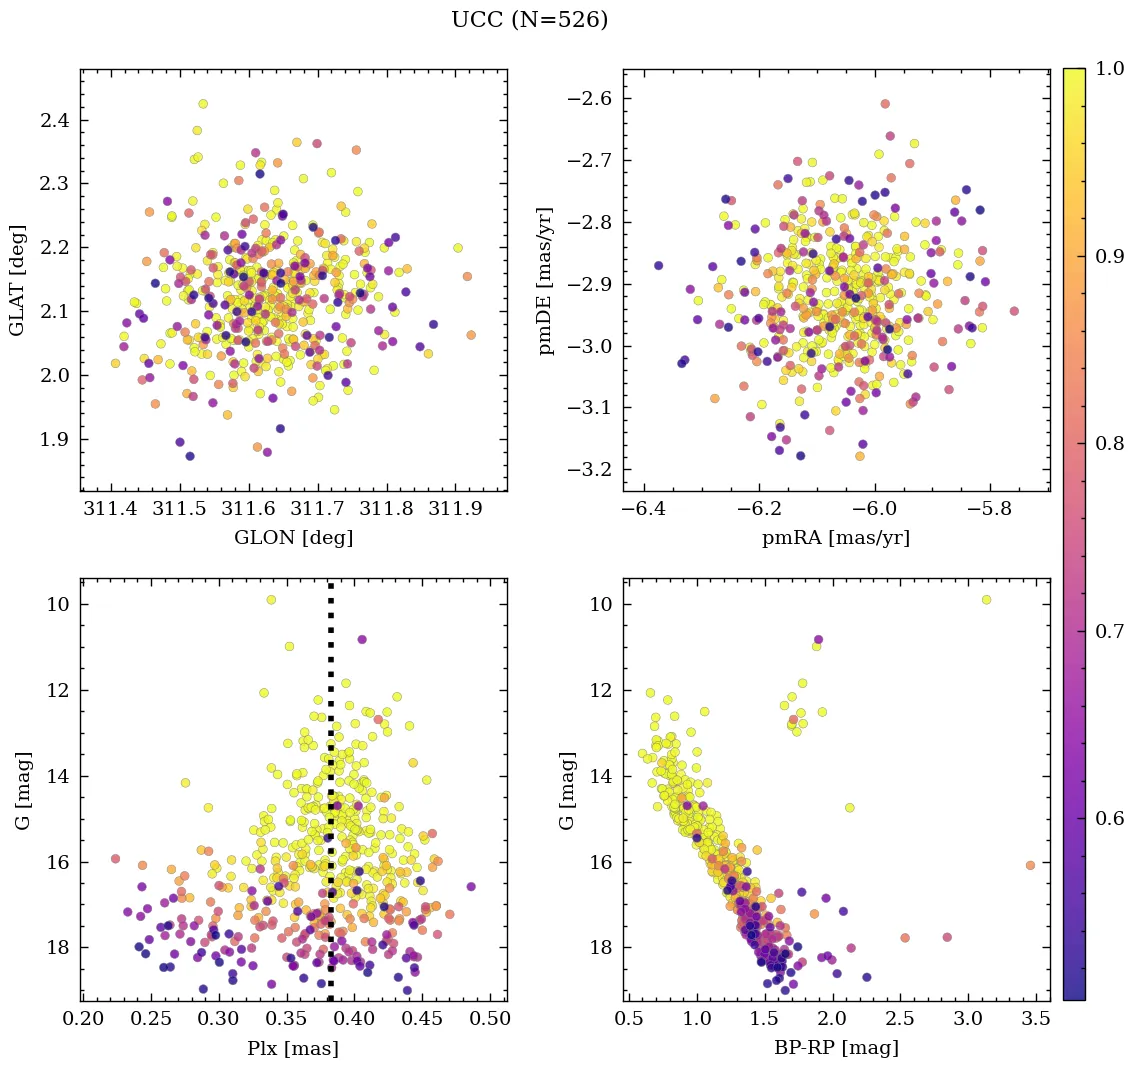 UCC (N=526)
2.4
2.3
2.2
2.1
2.0
1.9
GLAT [deg]
311.4 311.5 311.6 311.7 311.8 311.9
GLON [deg]
−2.6
−2.7
−2.8
−2.9
−3.0
−3.1
−3.2
pmDE [mas/yr]
−6.4 −6.2 −6.0 −5.8
pmRA [mas/yr]
1.0
0.9
0.8
0.7
0.6
10
12
14
16
18
G [mag]
0.20 0.25 0.30 0.35 0.40 0.45 0.50
Plx [mas]
10
12
14
16
18
G [mag]
0.5 1.0 1.5 2.0 2.5 3.0 3.5
BP-RP [mag]